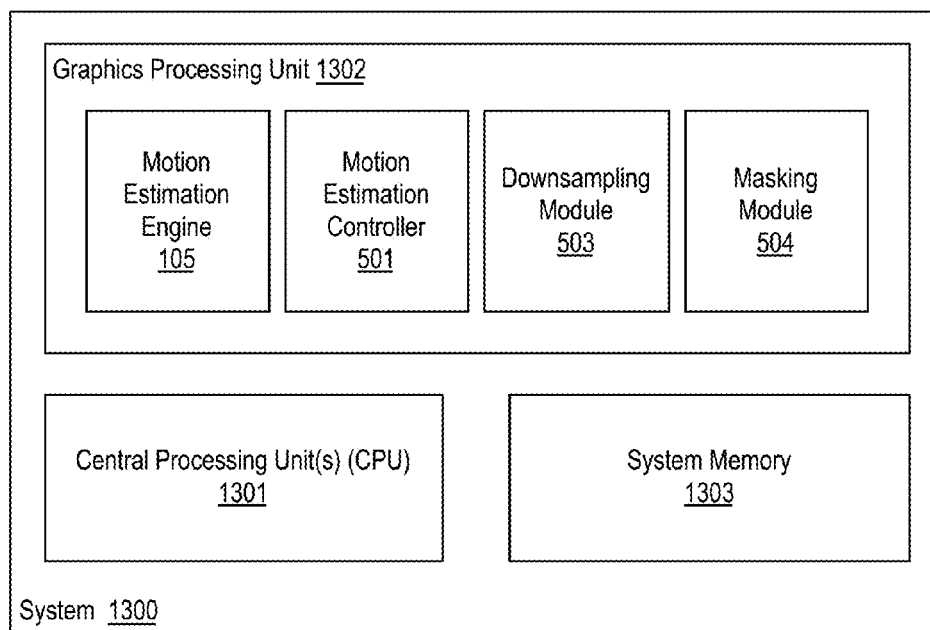 Graphics Processing Unit 1302
Motion
Estimation
Engine
105
Motion
Estimation
Controller
501
Downsampling
Module
503
Masking
Module
504
Central Processing Unit(s) (CPU)
1301
System Memory
1303
System 1300